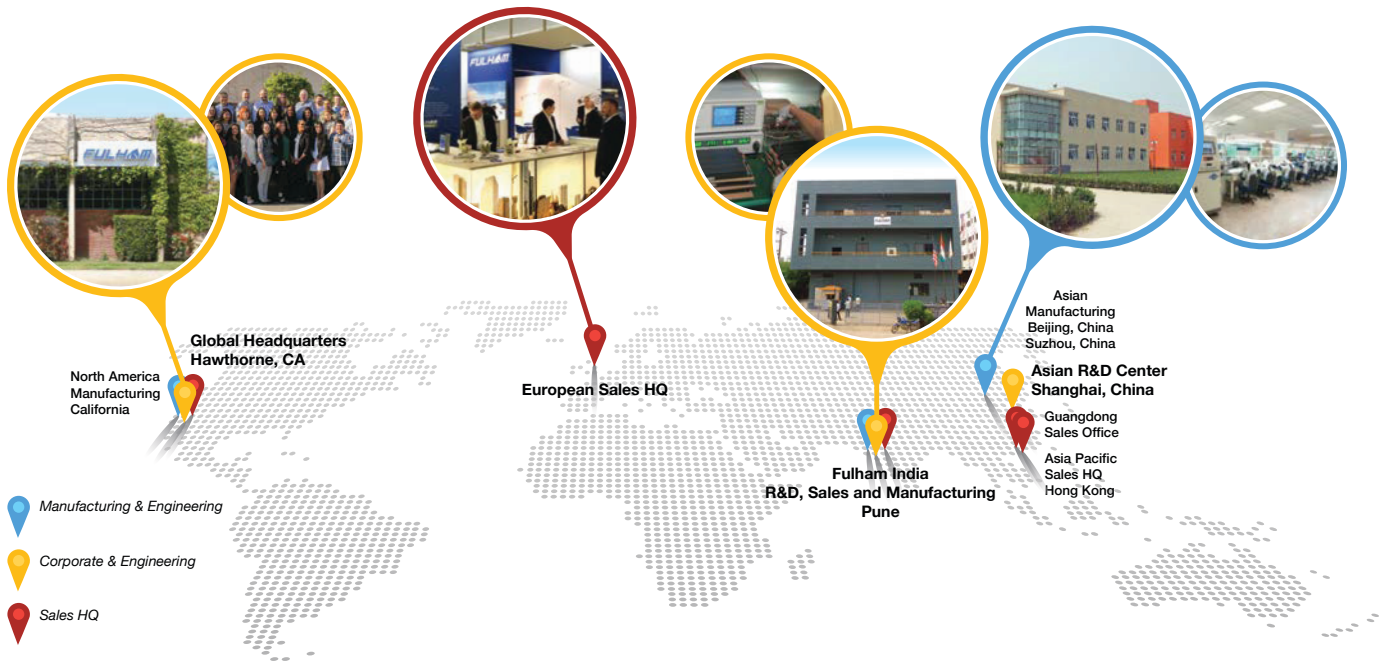 FULHAM
FULHAM
Global Headquarters
Hawthorne, CA
North America
Manufacturing
California
European Sales HQ
Fulham India
R&D, Sales and Manufacturing
Pune
Asian
Manufacturing
Beijing, China
Suzhou, China
Asian R&D Center
Shanghai, China
Guangdong
Sales Office
Asia Pacific
Sales HQ
Hong Kong
Manufacturing & Engineering
Corporate & Engineering
Sales HQ